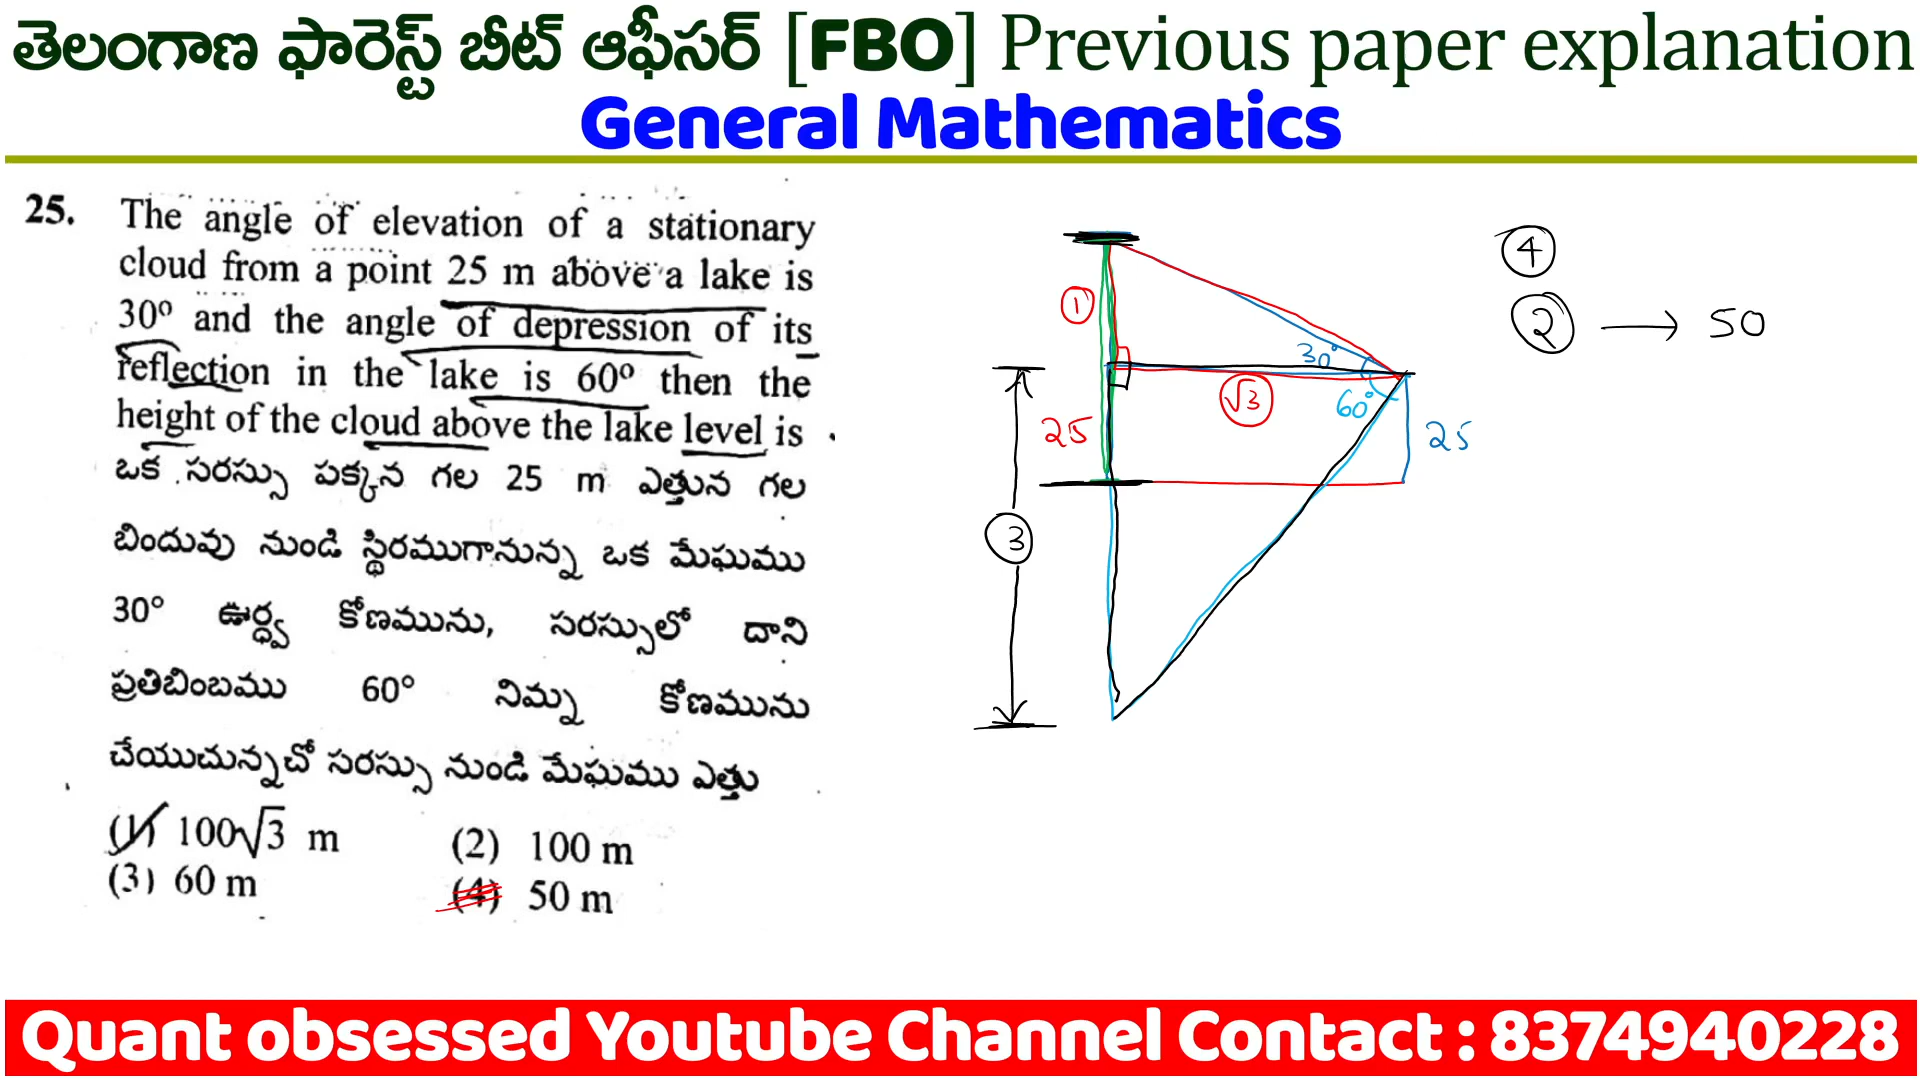 తెలంగాణ ఫారెస్ట్ బీట్ ఆఫీసర్ [FBO] Previous paper explanation
General Mathematics
25. The angle of elevation of a stationary
cloud from a point 25 m above a lake is
30° and the angle of depression of its
reflection in the lake is 60° then the
height of the cloud above the lake level is
ఒక సరస్సు పక్కన గల 25 m ఎత్తున గల
బిందువు నుండి స్థిరముగానున్న ఒక మేఘము
30° ఊర్ధ్వ కోణమును, సరస్సులో దాని
ప్రతిబింబము 60° నిమ్న కోణమును
చేయుచున్నచో సరస్సు నుండి మేఘము ఎత్తు
(1) 100√3 m (2) 100 m
(3) 60 m (4) 50 m
1
30°
√3
60°
25
25
3
4
2 → 50
Quant obsessed Youtube Channel Contact : 8374940228